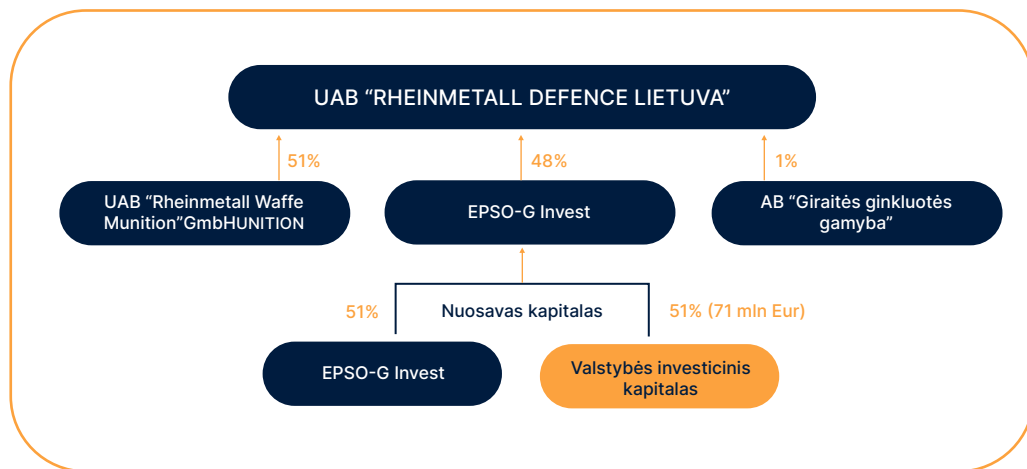 UAB “RHEINMETALL DEFENCE LIETUVA”
51%
48%
1%
UAB “Rheinmetall Waffe
Munition”GmbHUNITION
EPSO-G Invest
AB “Giraitės ginkluotės
gamyba”
51%
Nuosavas kapitalas
51% (71 mln Eur)
EPSO-G Invest
Valstybės investicinis
kapitalas